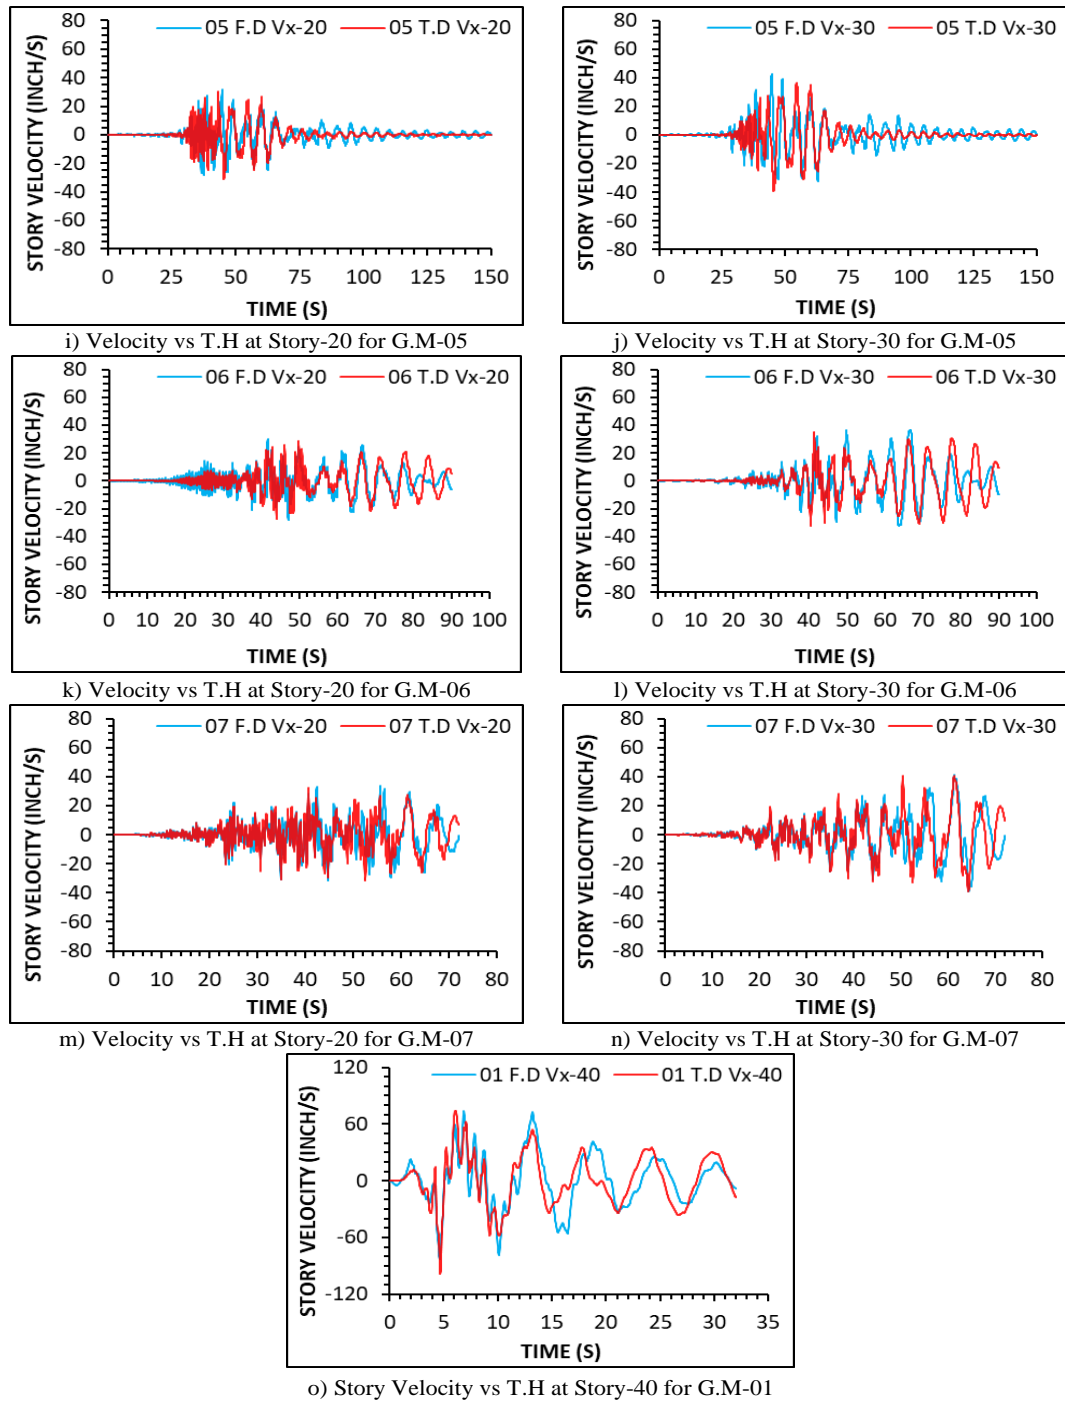 05 F.D Vx-20 05 T.D Vx-20
STORY VELOCITY (INCH/S)
80
60
40
20
0
-20
-40
-60
-80
0 25 50 75 100 125 150
TIME (S)
i) Velocity vs T.H at Story-20 for G.M-05
05 F.D Vx-30 05 T.D Vx-30
STORY VELOCITY (INCH/S)
80
60
40
20
0
-20
-40
-60
-80
0 25 50 75 100 125 150
TIME (S)
j) Velocity vs T.H at Story-30 for G.M-05
06 F.D Vx-20 06 T.D Vx-20
STORY VELOCITY (INCH/S)
80
60
40
20
0
-20
-40
-60
-80
0 10 20 30 40 50 60 70 80 90 100
TIME (S)
k) Velocity vs T.H at Story-20 for G.M-06
06 F.D Vx-30 06 T.D Vx-30
STORY VELOCITY (INCH/S)
80
60
40
20
0
-20
-40
-60
-80
0 10 20 30 40 50 60 70 80 90 100
TIME (S)
l) Velocity vs T.H at Story-30 for G.M-06
07 F.D Vx-20 07 T.D Vx-20
STORY VELOCITY (INCH/S)
80
60
40
20
0
-20
-40
-60
-80
0 10 20 30 40 50 60 70 80
TIME (S)
m) Velocity vs T.H at Story-20 for G.M-07
07 F.D Vx-30 07 T.D Vx-30
STORY VELOCITY (INCH/S)
80
60
40
20
0
-20
-40
-60
-80
0 10 20 30 40 50 60 70 80
TIME (S)
n) Velocity vs T.H at Story-30 for G.M-07
01 F.D Vx-40 01 T.D Vx-40
STORY VELOCITY (INCH/S)
120
60
0
-60
-120
0 5 10 15 20 25 30 35
TIME (S)
o) Story Velocity vs T.H at Story-40 for G.M-01